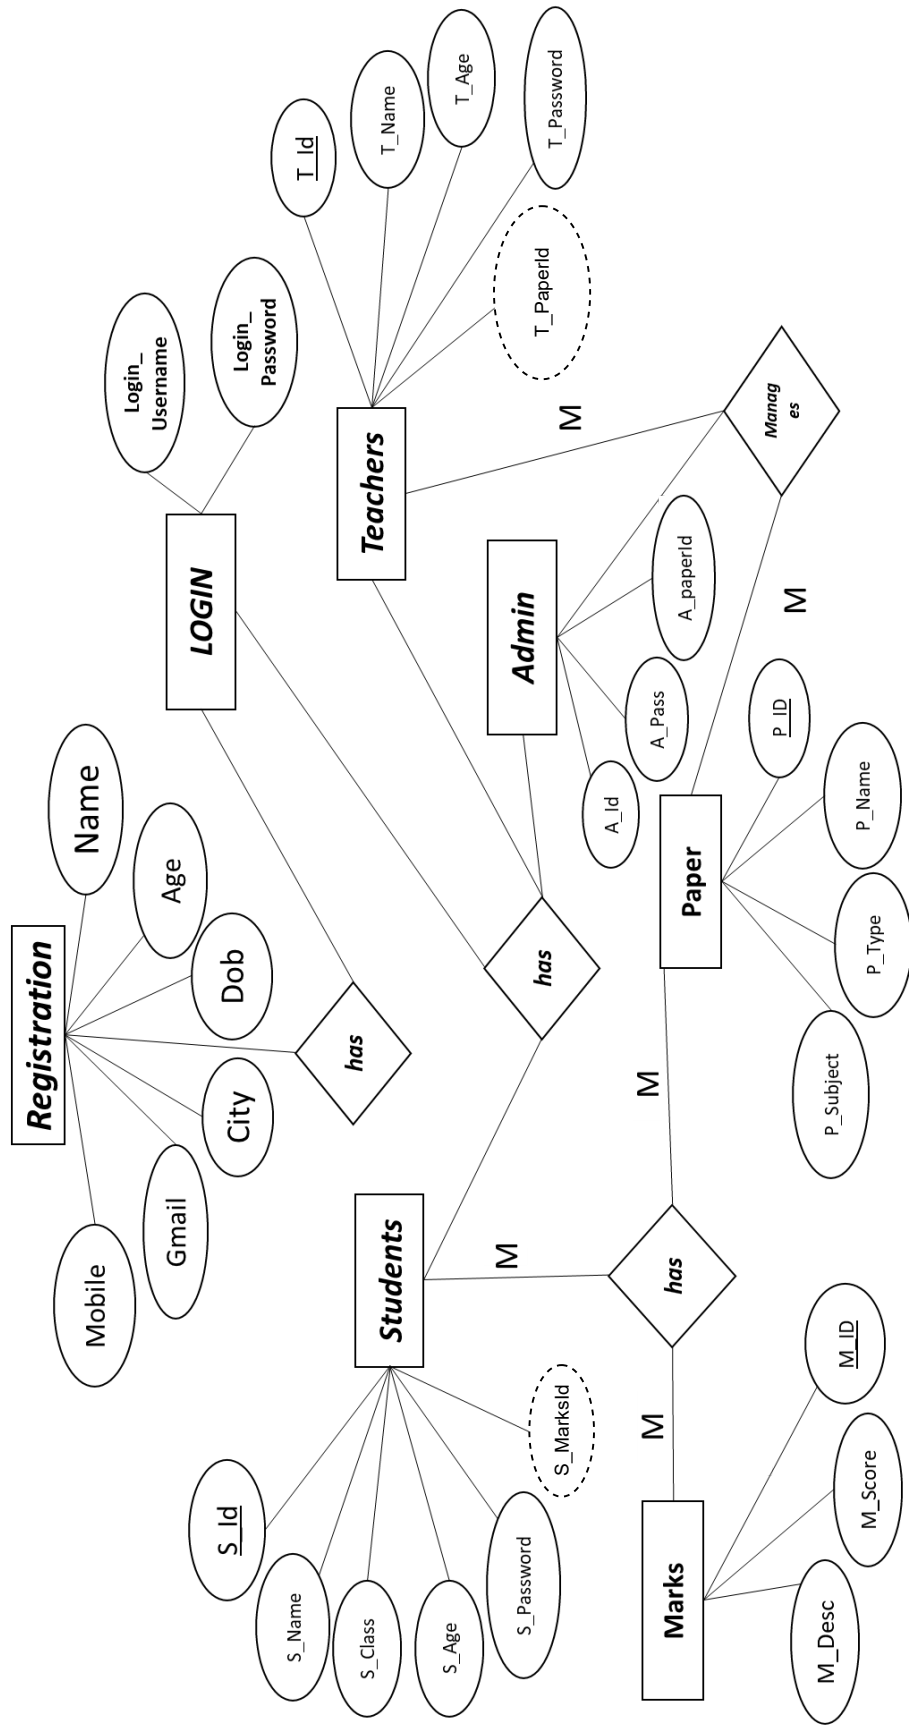 Registration
Name
Age
Dob
City
Gmail
Mobile
has
LOGIN
Login_
Username
Login_
Password
has
Students
S_Id
S_Name
S_Class
S_Age
S_Password
S_MarksId
M
Teachers
T_Id
T_Name
T_Age
T_Password
T_PaperId
M
Admin
A_Id
A_Pass
A_paperId
Manag
es
M
Paper
P_ID
P_Name
P_Type
P_Subject
M
has
M
Marks
M_ID
M_Score
M_Desc